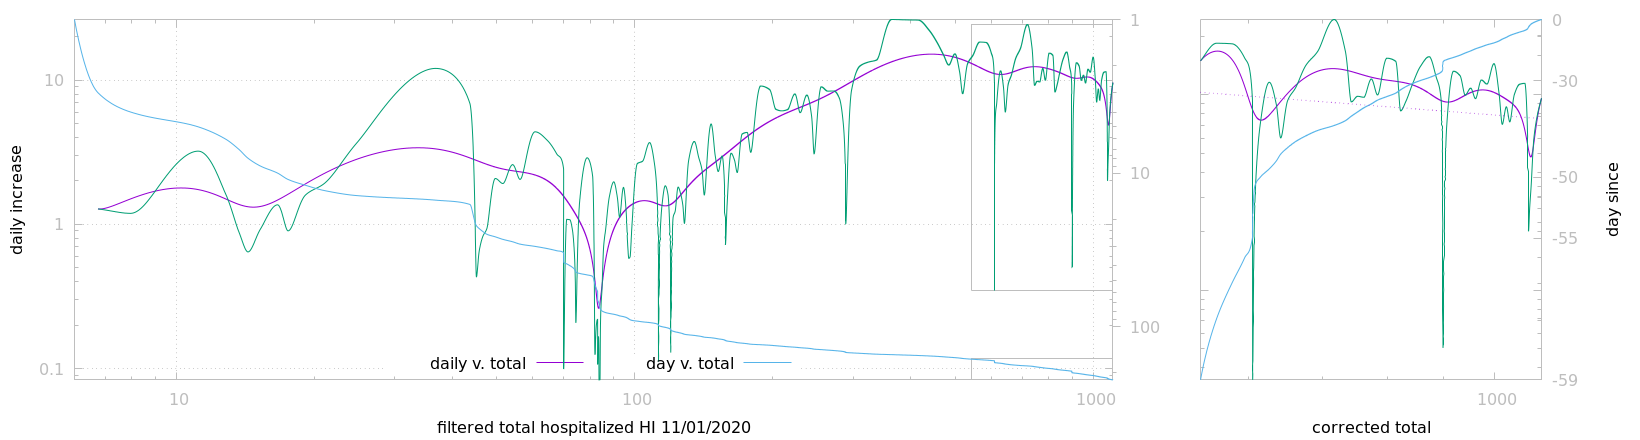 daily increase
10
1
0.1
10
100
1000
filtered total hospitalized HI 11/01/2020
daily v. total
day v. total
1
10
100
1000
corrected total
0
-30
-50
-55
-59
day since